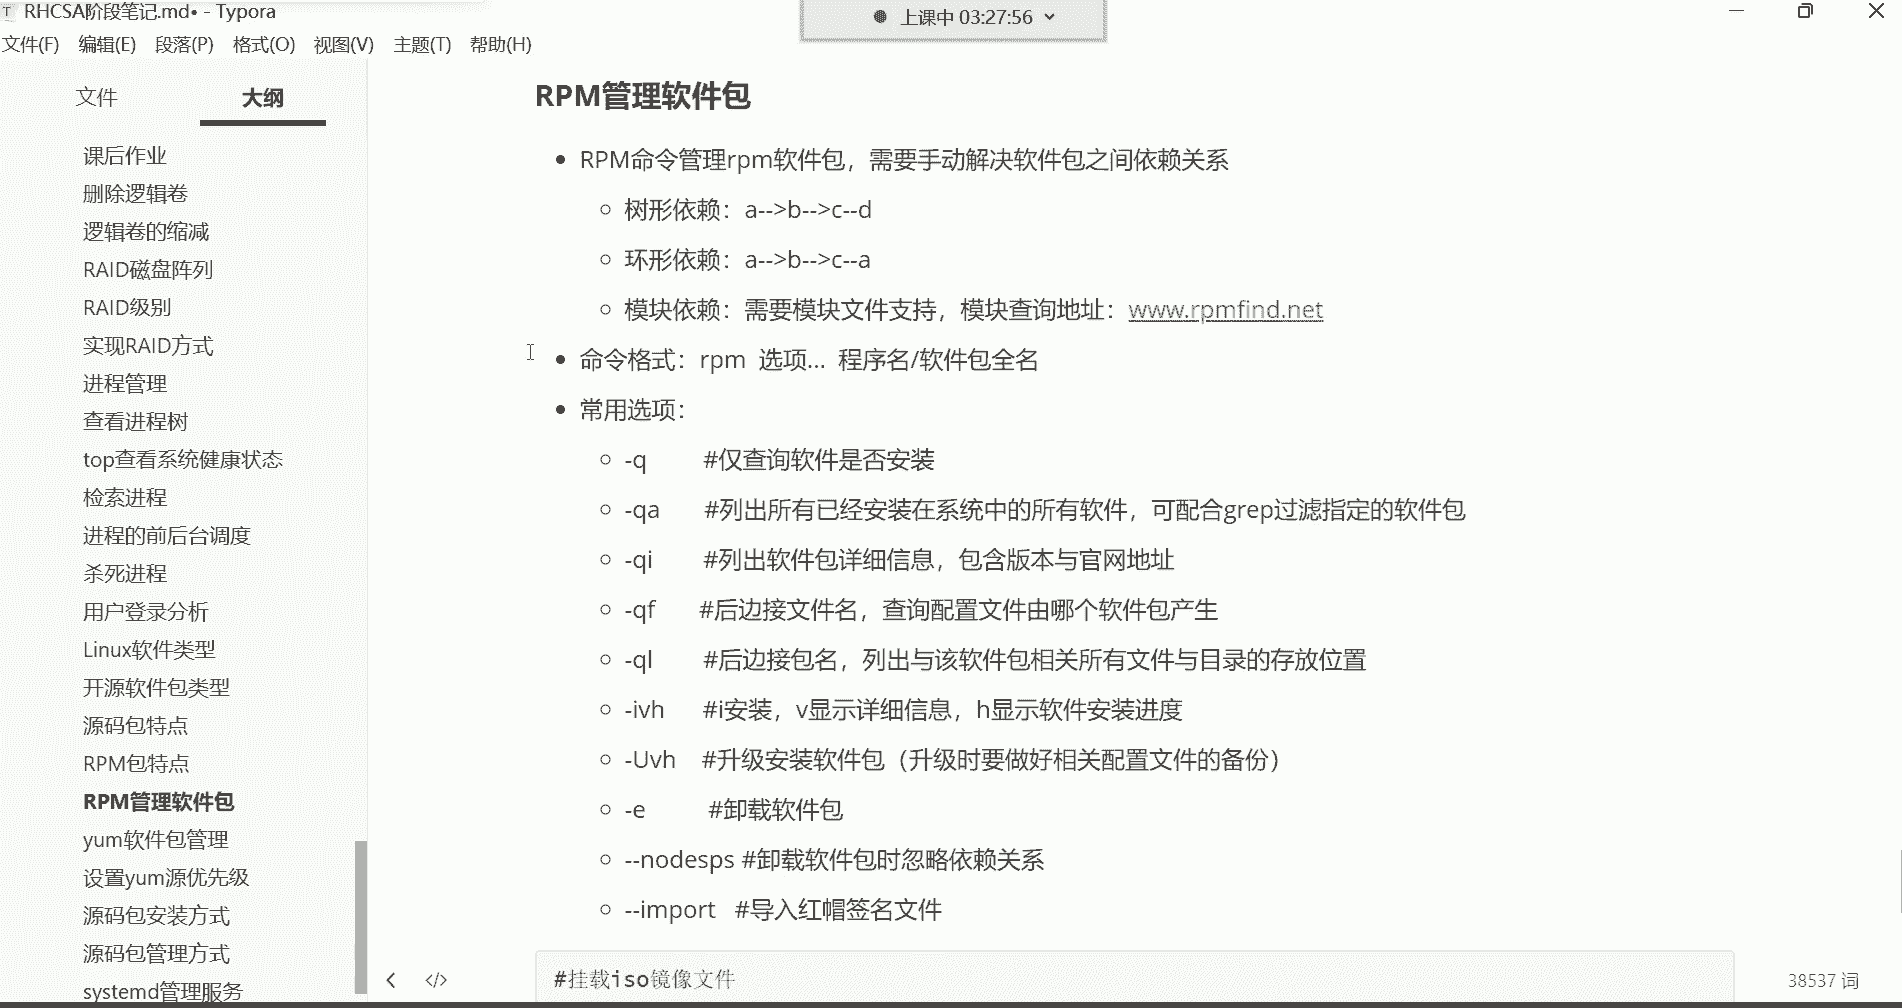 RHCSA阶段笔记.md• - Typora
上课中 03:27:56
文件(F) 编辑(E) 段落(P) 格式(O) 视图(V) 主题(T) 帮助(H)
文件 大纲
课后作业
删除逻辑卷
逻辑卷的缩减
RAID磁盘阵列
RAID级别
实现RAID方式
进程管理
查看进程树
top查看系统健康状态
检索进程
进程的前后台调度
杀死进程
用户登录分析
Linux软件类型
开源软件包类型
源码包特点
RPM包特点
RPM管理软件包
yum软件包管理
设置yum源优先级
源码包安装方式
源码包管理方式
systemd管理服务
RPM管理软件包
RPM命令管理rpm软件包，需要手动解决软件包之间依赖关系
树形依赖：a-->b-->c--d
环形依赖：a-->b-->c--a
模块依赖：需要模块文件支持，模块查询地址：www.rpmfind.net
命令格式：rpm 选项... 程序名/软件包全名
常用选项：
-q #仅查询软件是否安装
-qa #列出所有已经安装在系统中的所有软件，可配合grep过滤指定的软件包
-qi #列出软件包详细信息，包含版本与官网地址
-qf #后边接文件名，查询配置文件由哪个软件包产生
-ql #后边接包名，列出与该软件包相关所有文件与目录的存放位置
-ivh #i安装，v显示详细信息，h显示软件安装进度
-Uvh #升级安装软件包（升级时要做好相关配置文件的备份）
-e #卸载软件包
--nodesps #卸载软件包时忽略依赖关系
--import #导入红帽签名文件
#挂载iso镜像文件
38537 词